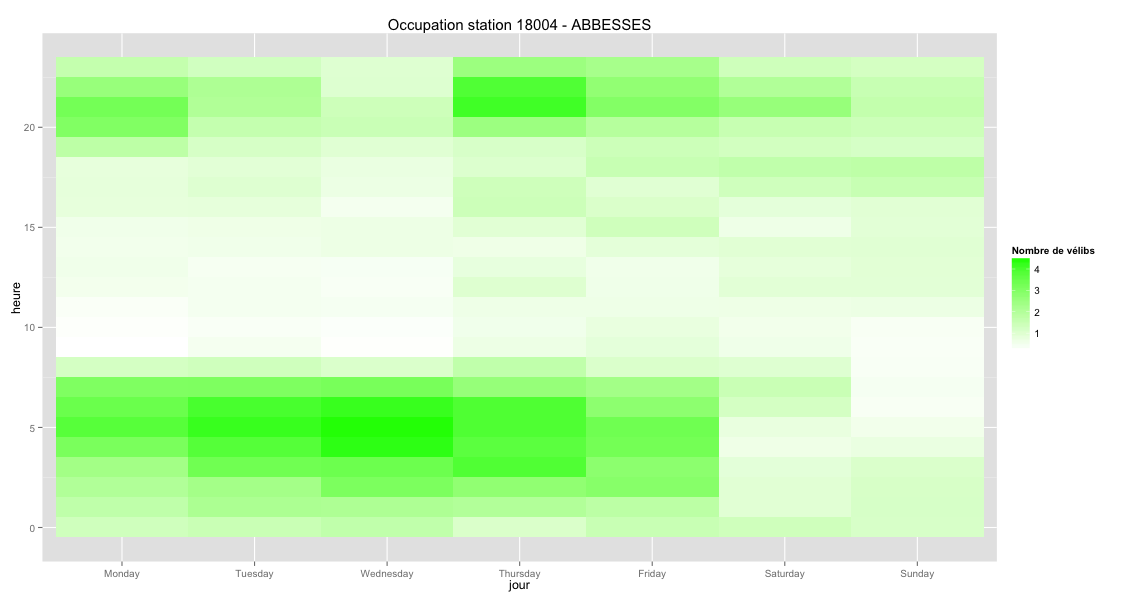 Occupation station 18004 - ABBESSES
heure
20
15
10
5
0
Monday Tuesday Wednesday Thursday Friday Saturday Sunday
jour
Nombre de vélibs
4
3
2
1